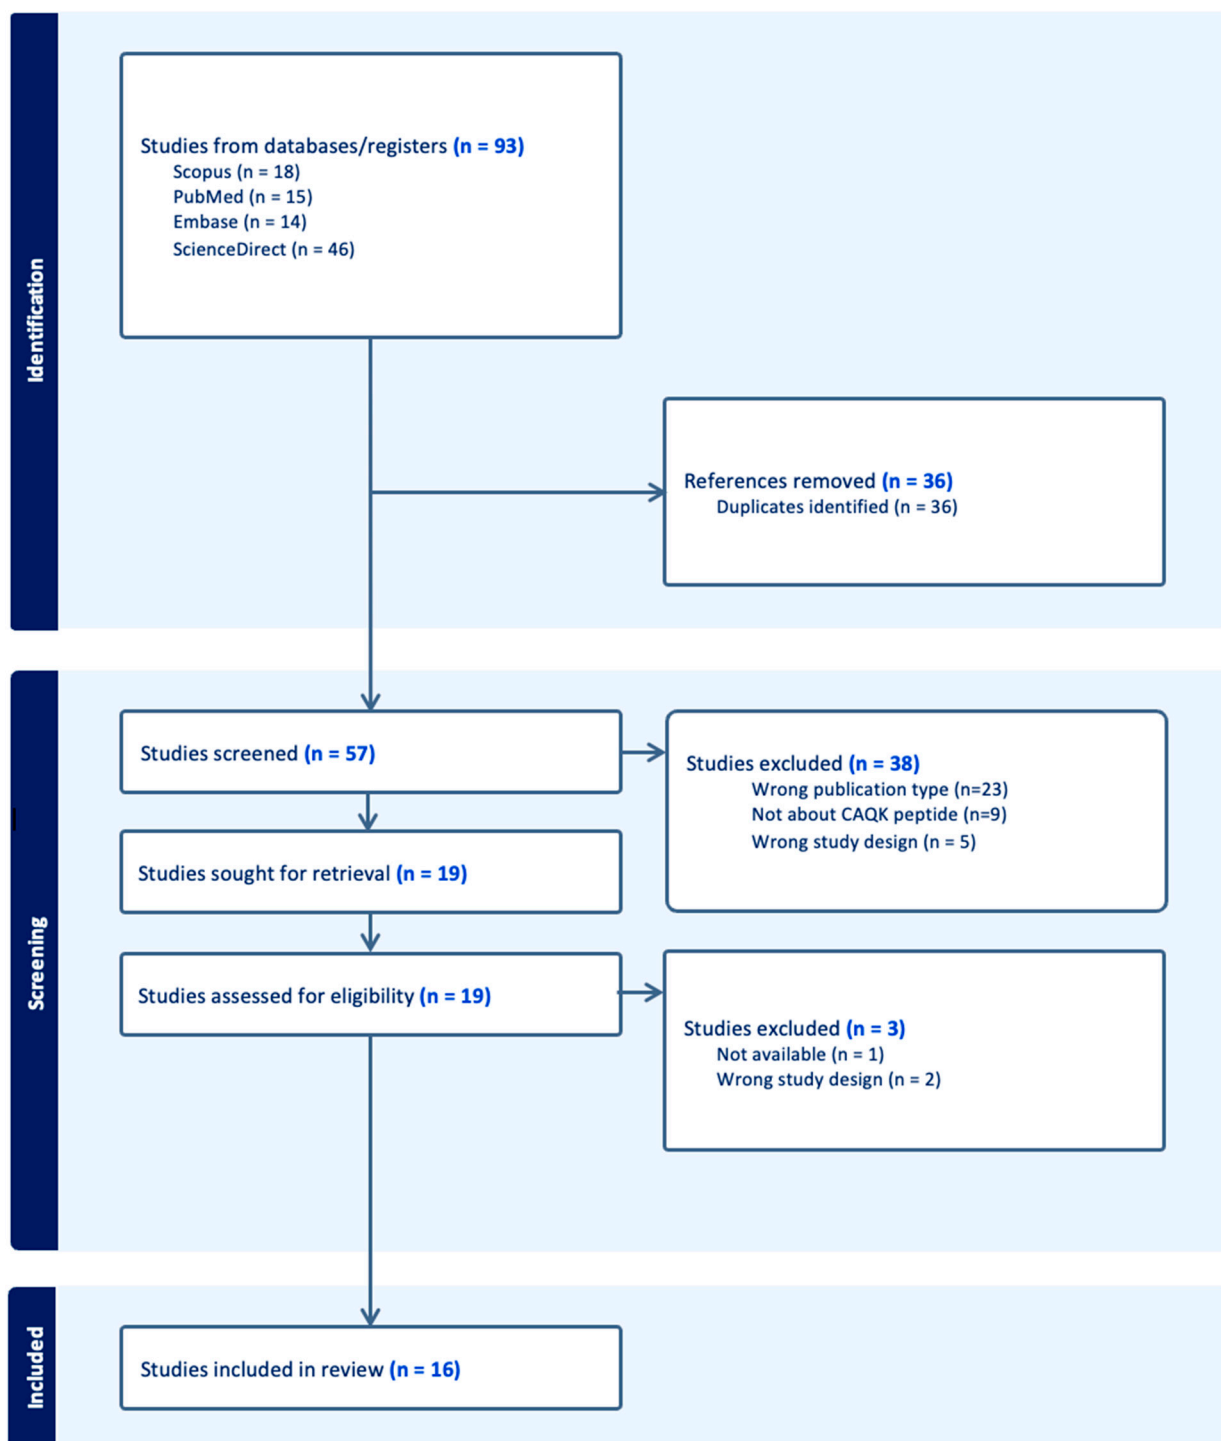 Identification
Studies from databases/registers (n = 93)
Scopus (n = 18)
PubMed (n = 15)
Embase (n = 14)
ScienceDirect (n = 46)
References removed (n = 36)
Duplicates identified (n = 36)
Screening
Studies screened (n = 57)
Studies excluded (n = 38)
Wrong publication type (n=23)
Not about CAQK peptide (n=9)
Wrong study design (n = 5)
Studies sought for retrieval (n = 19)
Studies assessed for eligibility (n = 19)
Studies excluded (n = 3)
Not available (n = 1)
Wrong study design (n = 2)
Included
Studies included in review (n = 16)